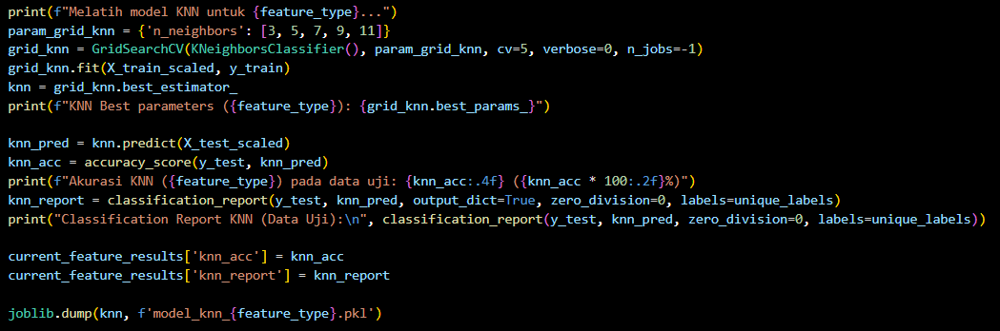 print(f"Melatih model KNN untuk {feature_type}...")
param_grid_knn = {'n_neighbors': [3, 5, 7, 9, 11]}
grid_knn = GridSearchCV(KNeighborsClassifier(), param_grid_knn, cv=5, verbose=0, n_jobs=-1)
grid_knn.fit(X_train_scaled, y_train)
knn = grid_knn.best_estimator_
print(f"KNN Best parameters ({feature_type}): {grid_knn.best_params_}")
knn_pred = knn.predict(X_test_scaled)
knn_acc = accuracy_score(y_test, knn_pred)
print(f"Akurasi KNN ({feature_type}) pada data uji: {knn_acc:.4f} ({knn_acc * 100:.2f}%)")
knn_report = classification_report(y_test, knn_pred, output_dict=True, zero_division=0, labels=unique_labels)
print("Classification Report KNN (Data Uji):\n", classification_report(y_test, knn_pred, zero_division=0, labels=unique_labels))
current_feature_results['knn_acc'] = knn_acc
current_feature_results['knn_report'] = knn_report
joblib.dump(knn, f'model_knn_{feature_type}.pkl')